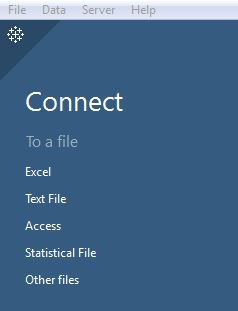 File Data Server Help
Connect
To a file
Excel
Text File
Access
Statistical File
Other files